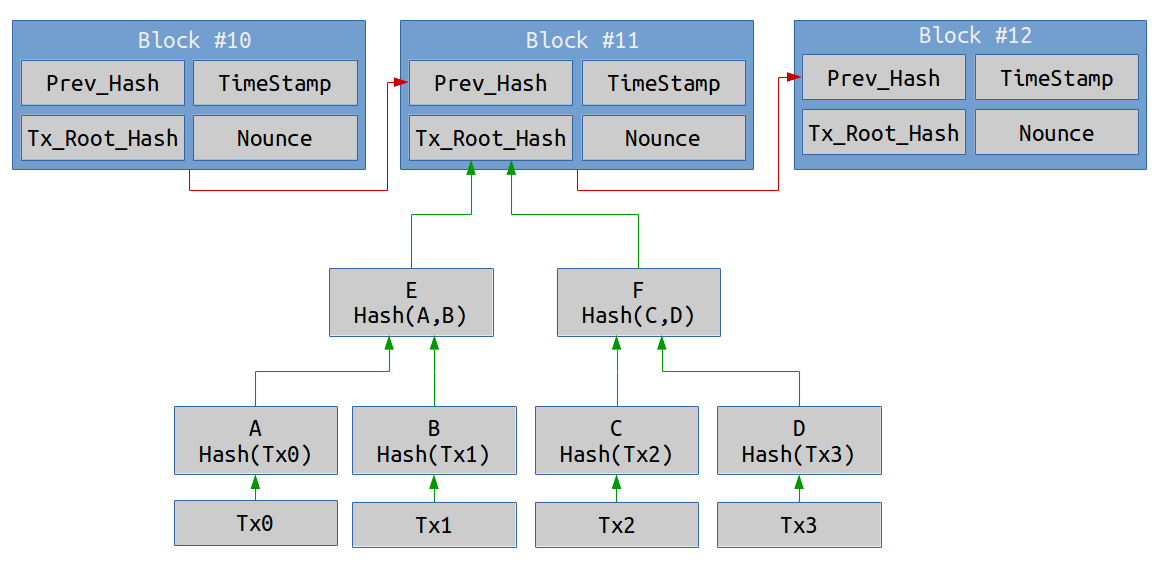 Block #10
Block #11
Block #12
Prev_Hash
TimeStamp
Prev_Hash
TimeStamp
Prev_Hash
TimeStamp
Tx_Root_Hash
Nounce
Tx_Root_Hash
Nounce
Tx_Root_Hash
Nounce
E
Hash(A,B)
F
Hash(C,D)
A
Hash(Tx0)
B
Hash(Tx1)
C
Hash(Tx2)
D
Hash(Tx3)
Tx0
Tx1
Tx2
Tx3